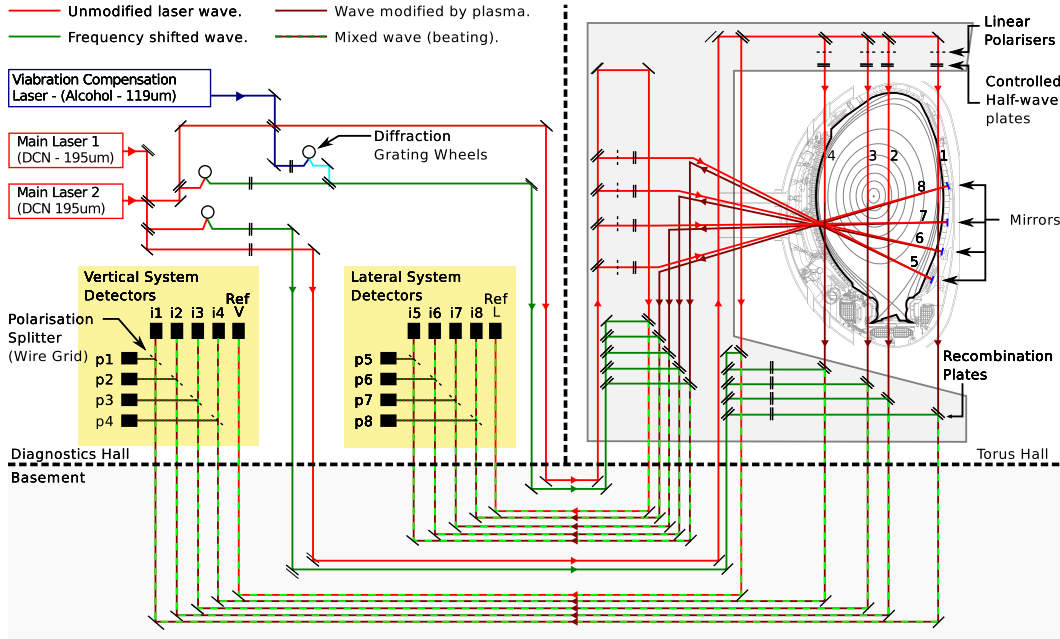 Unmodified laser wave.
Wave modified by plasma.
Frequency shifted wave.
Mixed wave (beating).
Linear
Polarisers
Controlled
Half-wave
plates
Viabration Compensation
Laser - (Alcohol - 119um)
Main Laser 1
(DCN - 195um)
Main Laser 2
(DCN 195um)
Diffraction
Grating Wheels
4
3
2
1
8
7
6
5
Mirrors
Vertical System
Detectors
Ref
V
i1
i2
i3
i4
Polarisation
Splitter
(Wire Grid)
p1
p2
p3
p4
Lateral System
Detectors
Ref
L
i5
i6
i7
i8
p5
p6
p7
p8
Recombination
Plates
Diagnostics Hall
Torus Hall
Basement